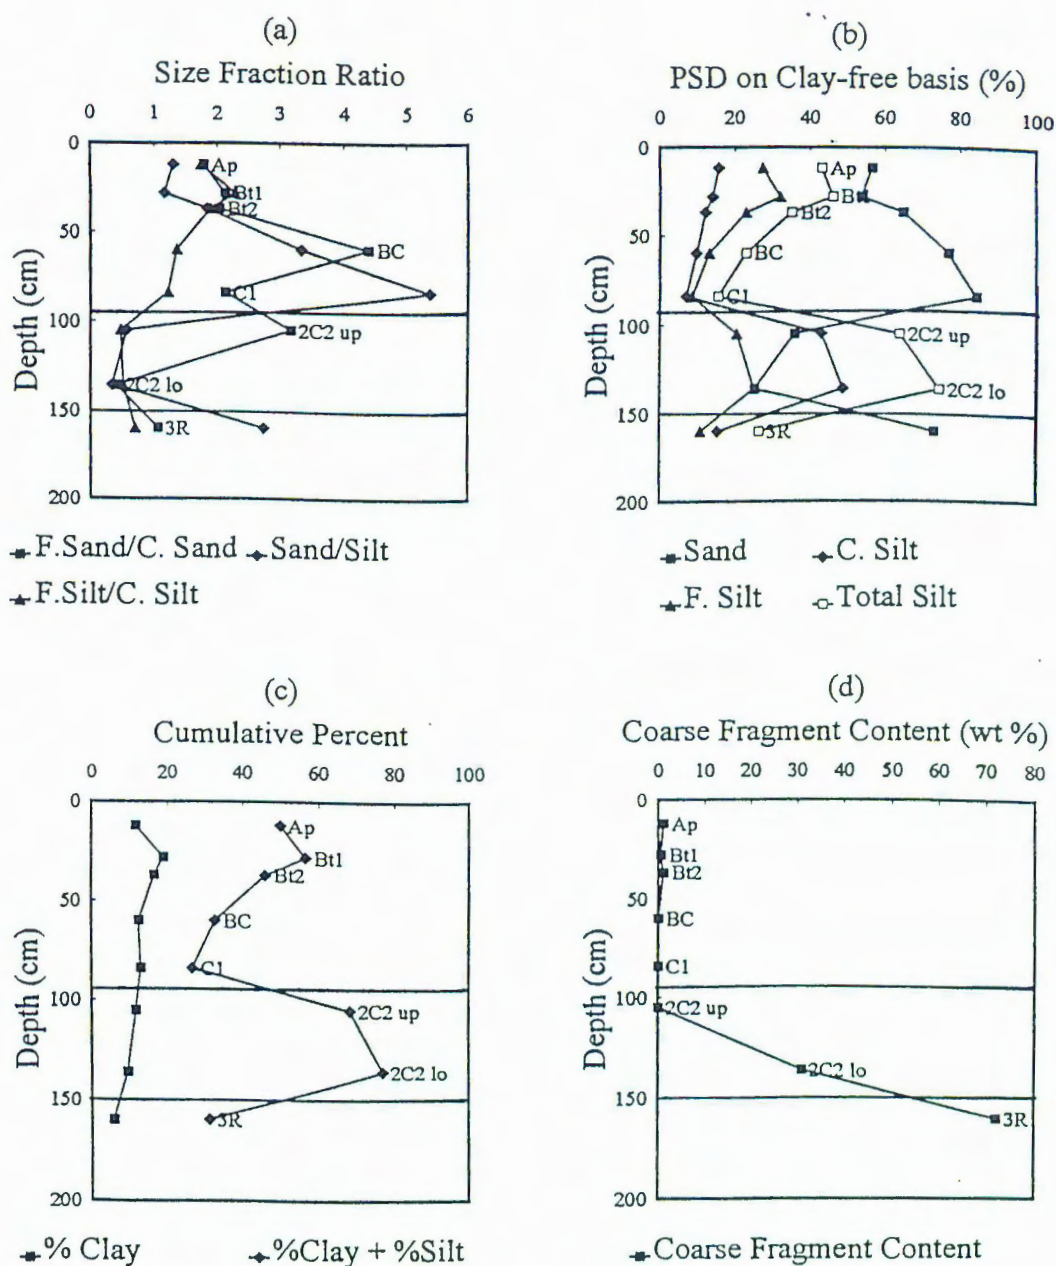 (a)
Size Fraction Ratio
0 1 2 3 4 5 6
0
50
100
150
200
Depth (cm)
Ap
Bt1
Bt2
BC
C1
2C2 up
2C2 lo
3R
F.Sand/C. Sand Sand/Silt
F.Silt/C. Silt
(b)
PSD on Clay-free basis (%)
0 20 40 60 80 100
0
50
100
150
200
Depth (cm)
Ap
Bt2
BC
C1
2C2 up
2C2 lo
3R
Sand C. Silt
F. Silt Total Silt
(c)
Cumulative Percent
0 20 40 60 80 100
0
50
100
150
200
Depth (cm)
Ap
Bt1
Bt2
BC
C1
2C2 up
2C2 lo
3R
% Clay %Clay + %Silt
(d)
Coarse Fragment Content (wt %)
0 10 20 30 40 50 60 70 80
0
50
100
150
200
Depth (cm)
Ap
Bt1
Bt2
BC
C1
2C2 up
2C2 lo
3R
Coarse Fragment Content